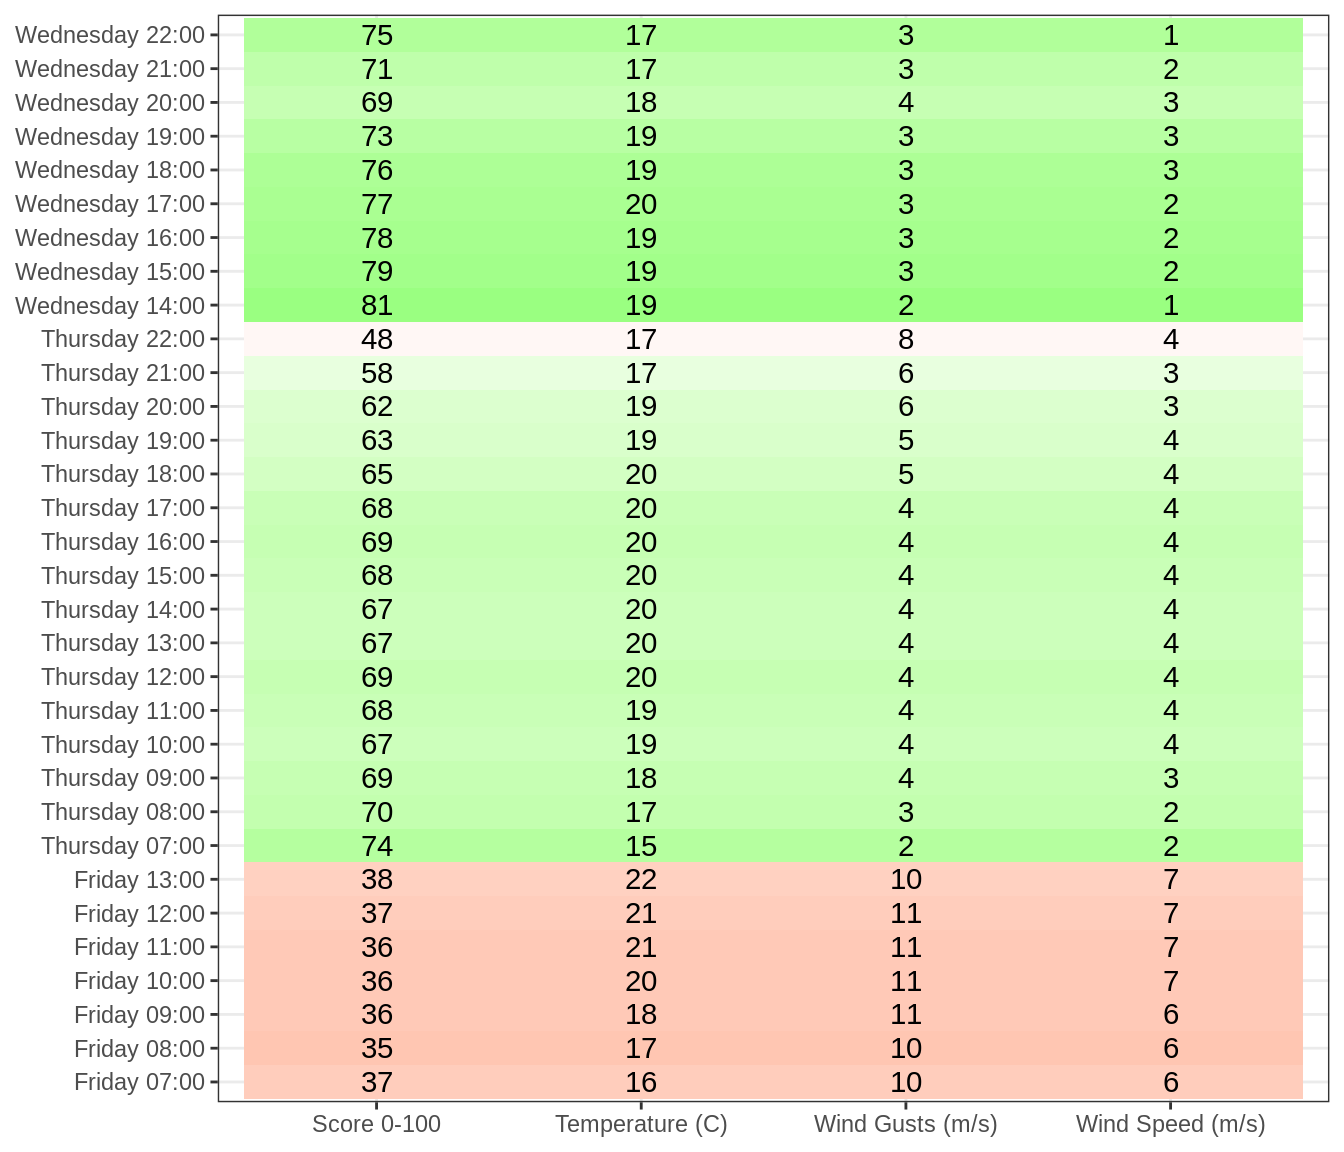 Wednesday 22:00 75 17 3 1
Wednesday 21:00 71 17 3 2
Wednesday 20:00 69 18 4 3
Wednesday 19:00 73 19 3 3
Wednesday 18:00 76 19 3 3
Wednesday 17:00 77 20 3 2
Wednesday 16:00 78 19 3 2
Wednesday 15:00 79 19 3 2
Wednesday 14:00 81 19 2 1
Thursday 22:00 48 17 8 4
Thursday 21:00 58 17 6 3
Thursday 20:00 62 19 6 3
Thursday 19:00 63 19 5 4
Thursday 18:00 65 20 5 4
Thursday 17:00 68 20 4 4
Thursday 16:00 69 20 4 4
Thursday 15:00 68 20 4 4
Thursday 14:00 67 20 4 4
Thursday 13:00 67 20 4 4
Thursday 12:00 69 20 4 4
Thursday 11:00 68 19 4 4
Thursday 10:00 67 19 4 4
Thursday 09:00 69 18 4 3
Thursday 08:00 70 17 3 2
Thursday 07:00 74 15 2 2
Friday 13:00 38 22 10 7
Friday 12:00 37 21 11 7
Friday 11:00 36 21 11 7
Friday 10:00 36 20 11 7
Friday 09:00 36 18 11 6
Friday 08:00 35 17 10 6
Friday 07:00 37 16 10 6
Score 0-100 Temperature (C) Wind Gusts (m/s) Wind Speed (m/s)